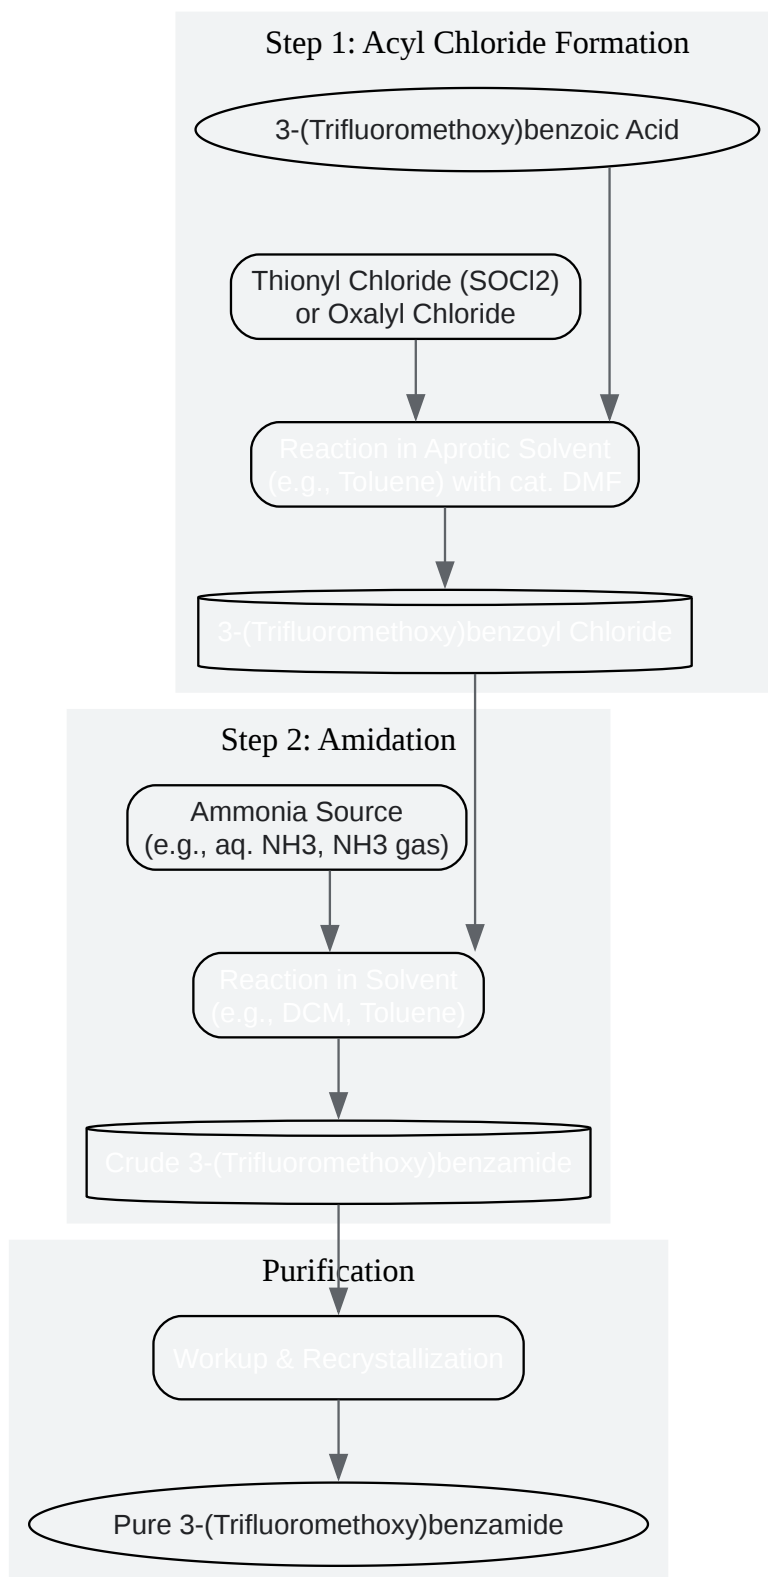 Step 1: Acyl Chloride Formation
3-(Trifluoromethoxy)benzoic Acid
Thionyl Chloride (SOCl2)
or Oxalyl Chloride
Reaction in Aprotic Solvent
(e.g., Toluene) with cat. DMF
3-(Trifluoromethoxy)benzoyl Chloride
Step 2: Amidation
Ammonia Source
(e.g., aq. NH3, NH3 gas)
Reaction in Solvent
(e.g., DCM, Toluene)
Crude 3-(Trifluoromethoxy)benzamide
Purification
Workup & Recrystallization
Pure 3-(Trifluoromethoxy)benzamide